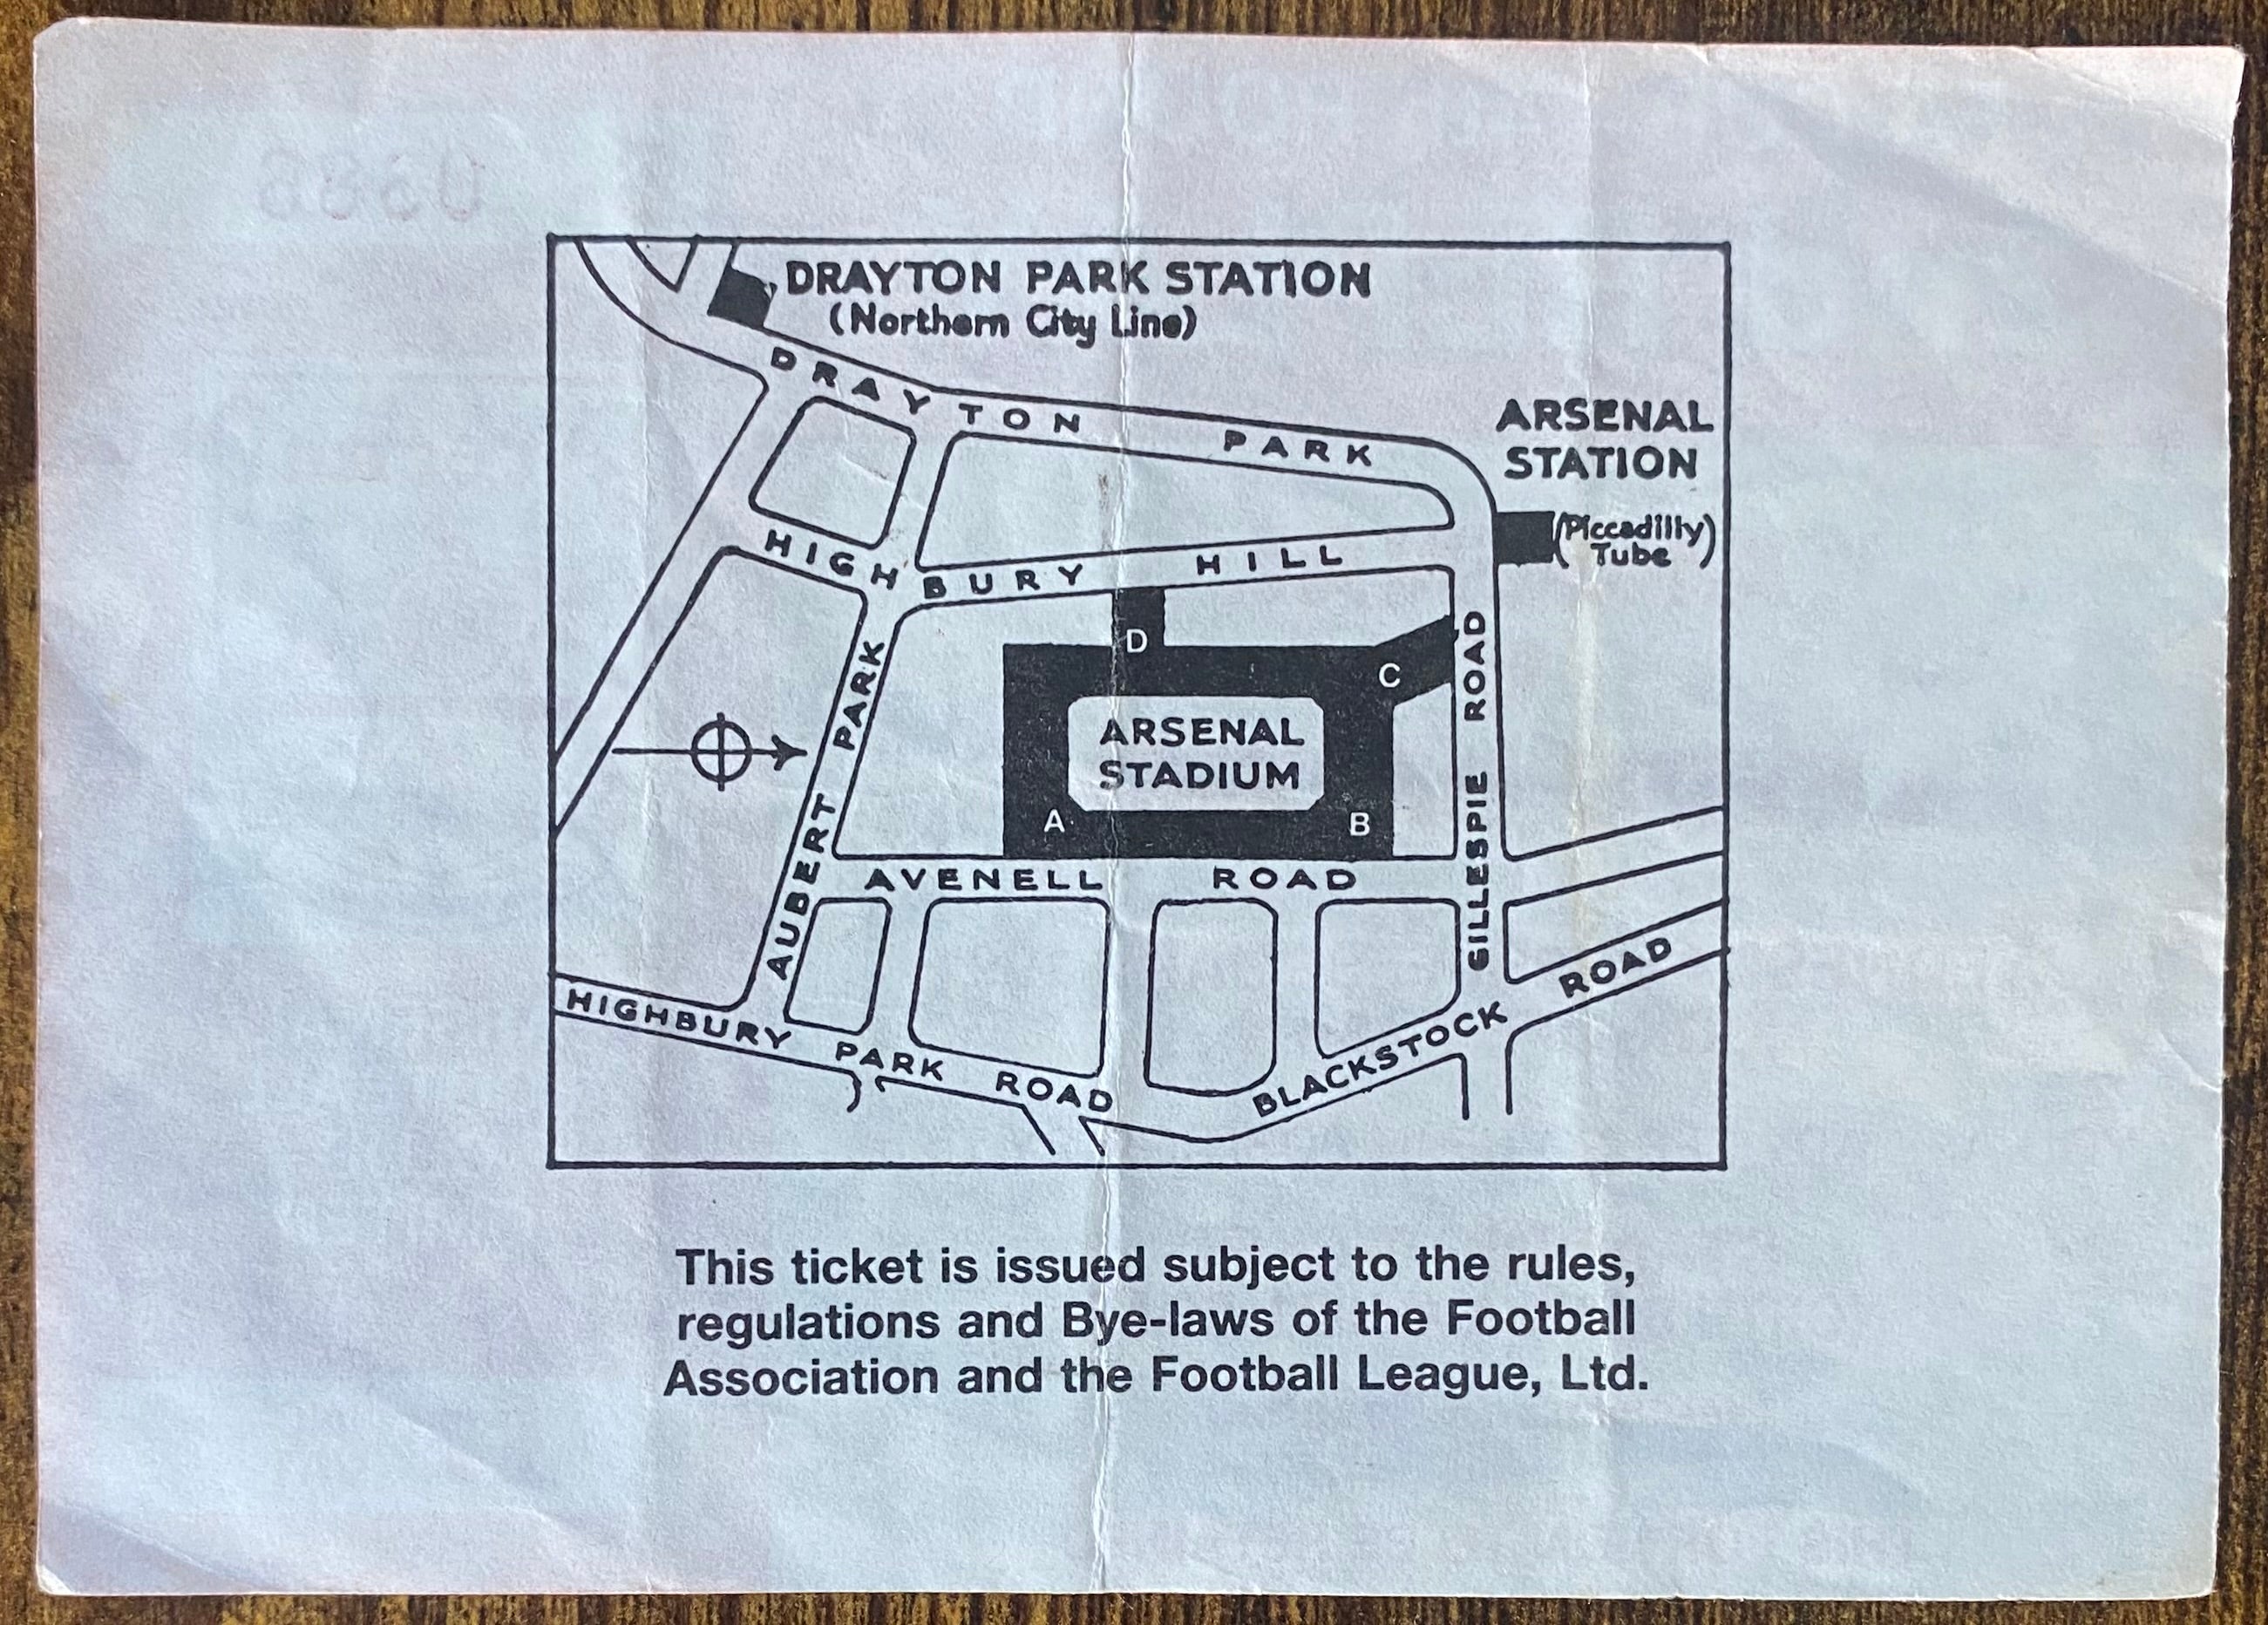 DRAYTON PARK STATION
(Northern City Line)
DRAYTON PARK
ARSENAL
STATION
(Piccadilly)
Tube
HIGHBURY HILL
D
C
ARSENAL
STADIUM
A
B
AUBERT PARK
GILLESPIE ROAD
AVENELL ROAD
HIGHBURY PARK ROAD
BLACKSTOCK ROAD
This ticket is issued subject to the rules,
regulations and Bye-laws of the Football
Association and the Football League, Ltd.